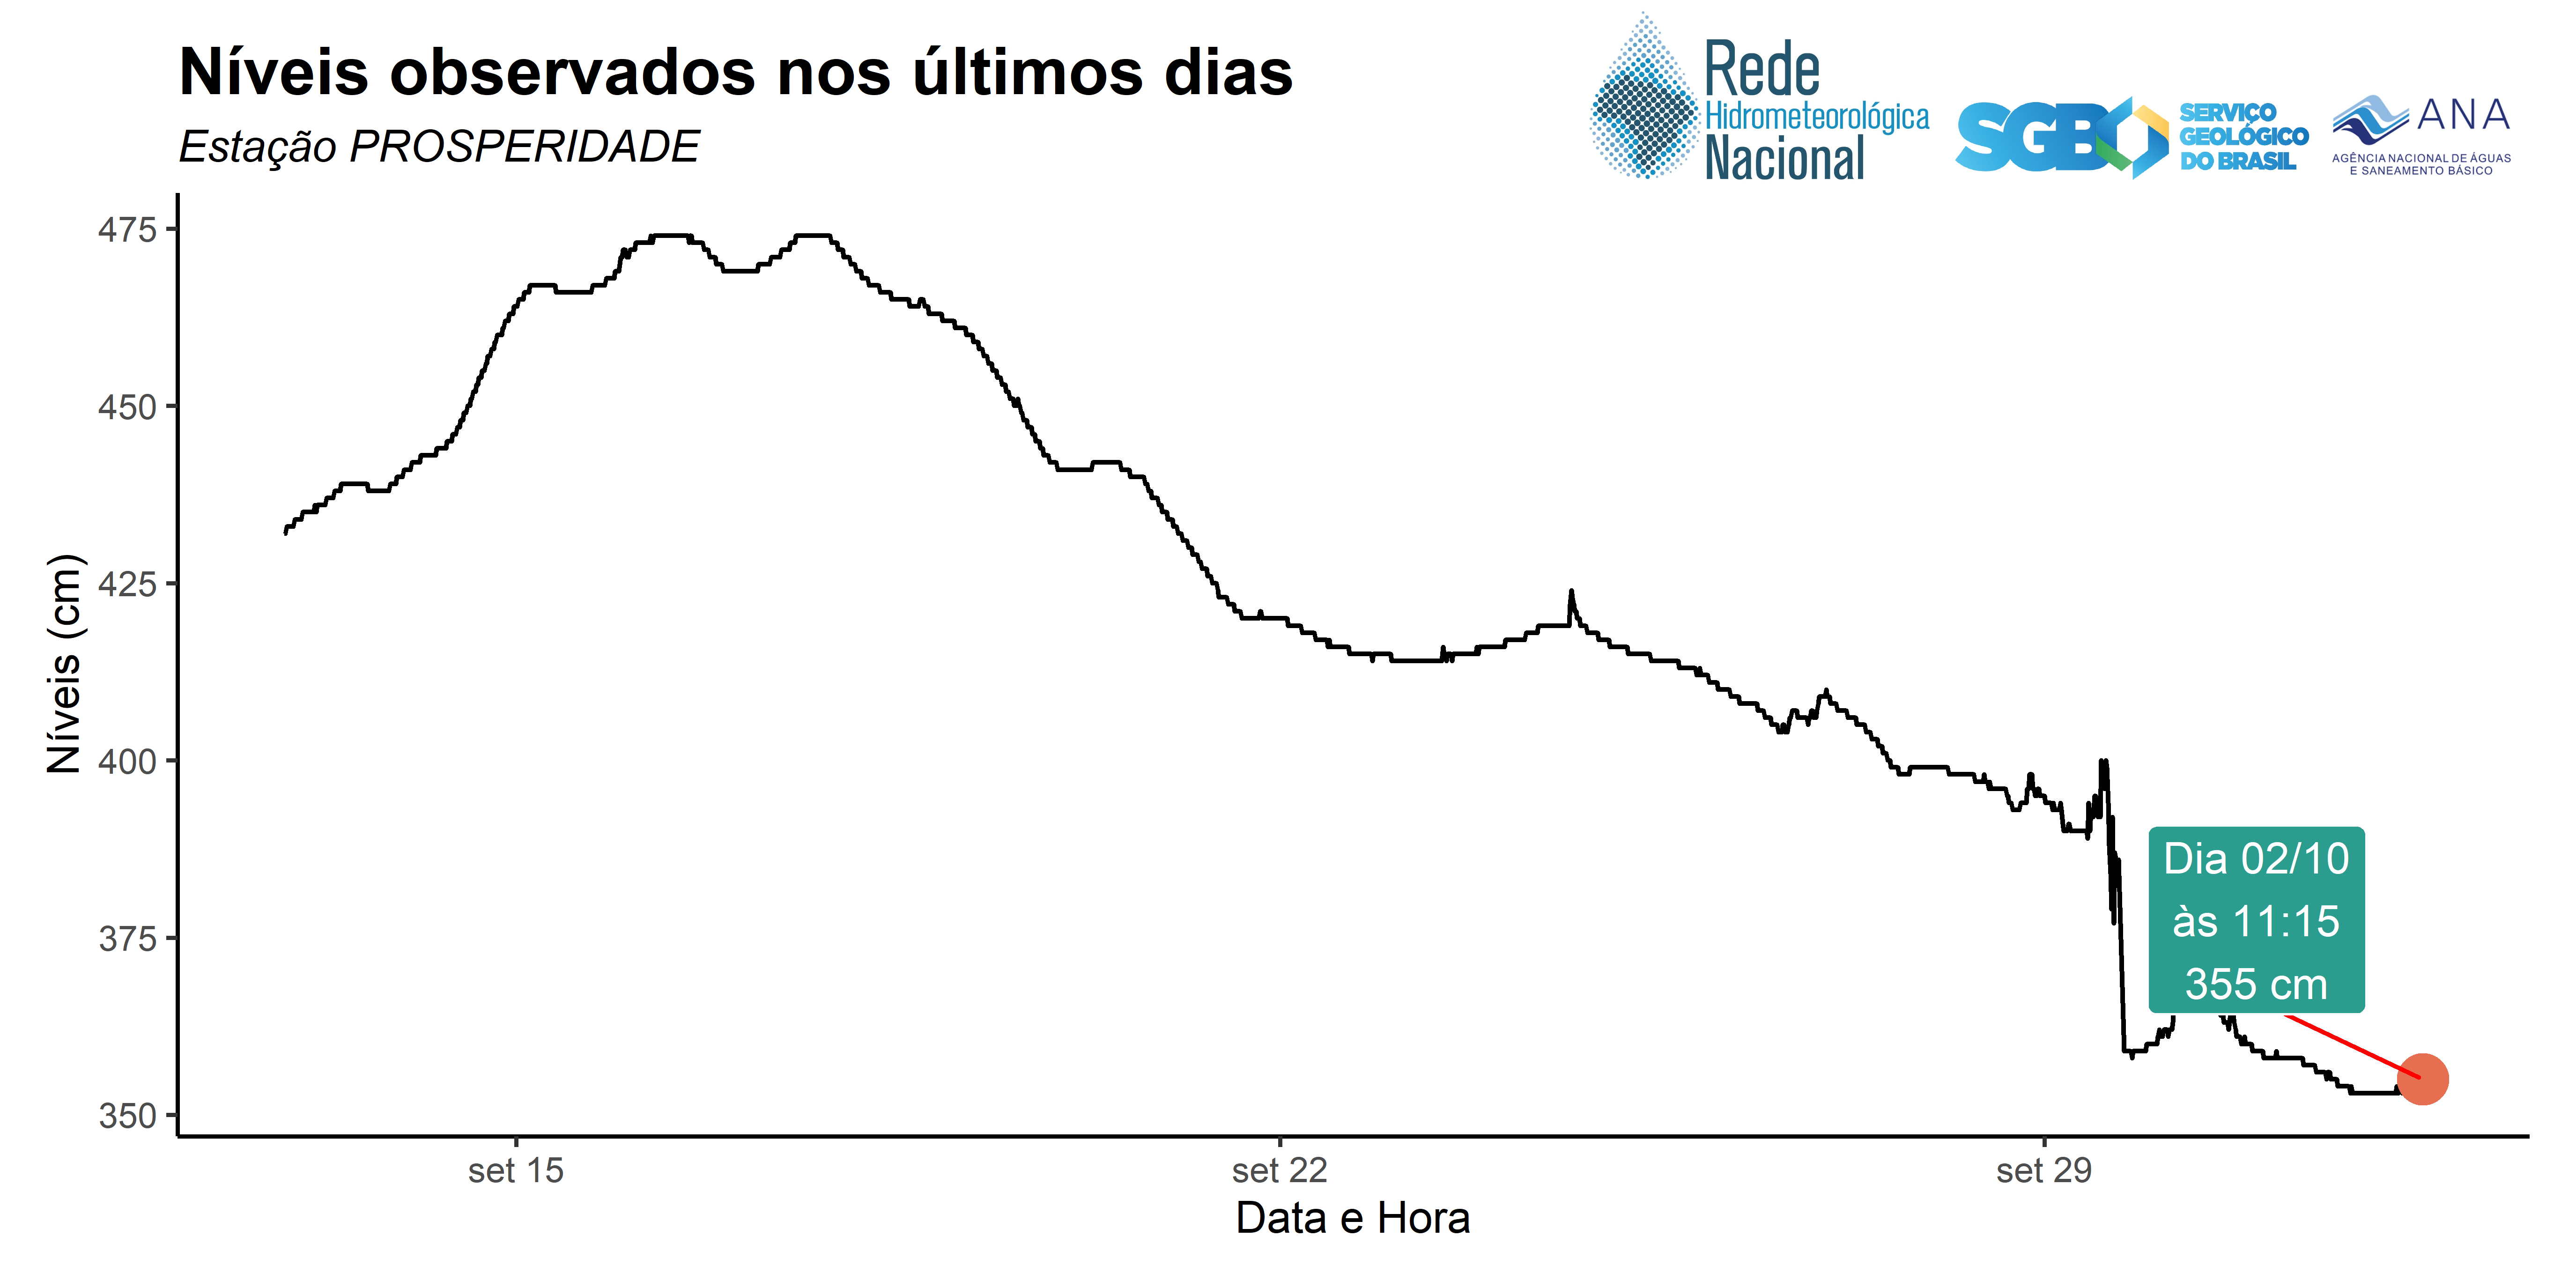 Níveis observados nos últimos dias
Estação PROSPERIDADE
Rede
Hidrometeorológica
Nacional
SGB
SERVIÇO
GEOLÓGICO
DO BRASIL
ANA
AGÊNCIA NACIONAL DE ÁGUAS
E SANEAMENTO BÁSICO
Níveis (cm)
475
450
425
400
375
350
Dia 02/10
às 11:15
355 cm
set 15
set 22
set 29
Data e Hora